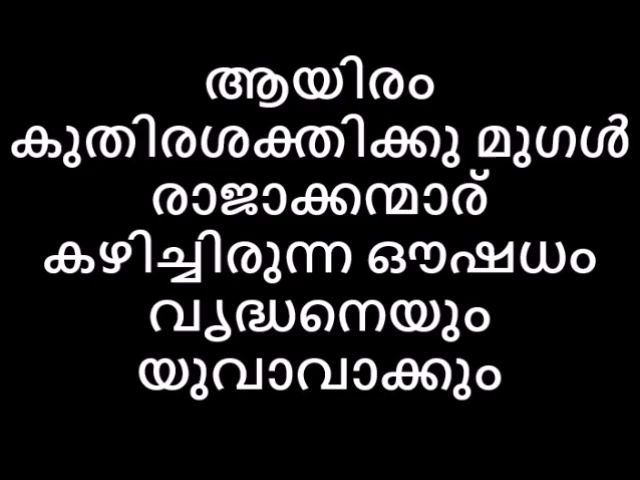 ആയിരം
കുതിരശക്തിക്കു മുഗൾ
രാജാക്കന്മാര്
കഴിച്ചിരുന്ന ഔഷധം
വൃദ്ധനെയും
യുവാവാക്കും